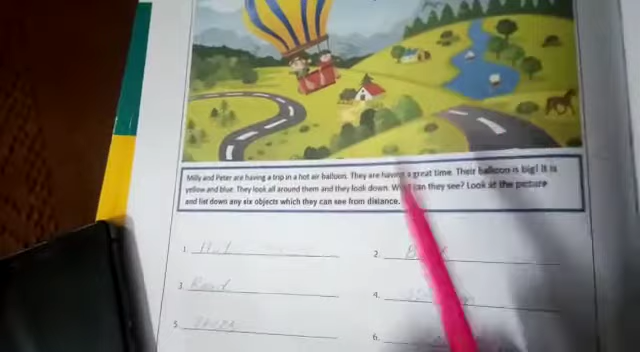 Milly and Peter are having a trip in a hot air balloon. They are having a great time. Their balloon is big! It is
yellow and blue. They look all around them and they look down. What can they see? Look at the picture
and list down any six objects which they can see from distance.
1. Hut
2.
3. Road
4.
5.
6.